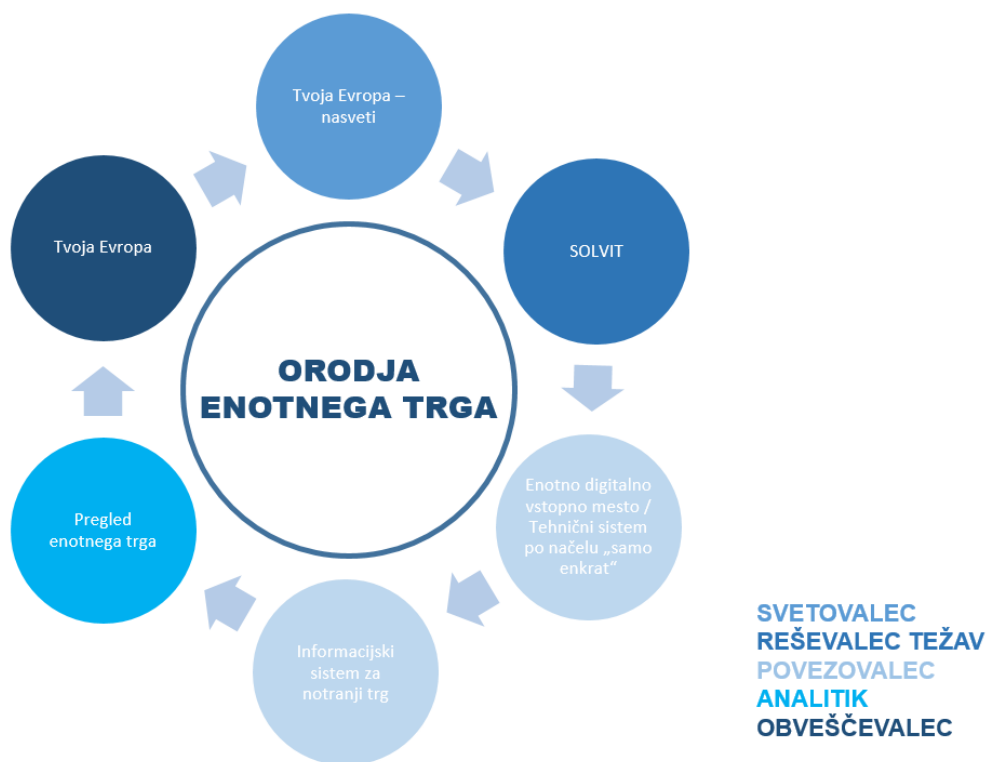 Tvoja Evropa –
nasveti
Tvoja Evropa
SOLVIT
ORODJA
ENOTNEGA TRGA
Enotno digitalno
vstopno mesto /
Tehnični sistem
po načelu „samo
enkrat“
Pregled
enotnega trga
Informacijski
sistem za
notranji trg
SVETOVALEC
REŠEVALEC TEŽAV
POVEZOVALEC
ANALITIK
OBVEŠČEVALEC